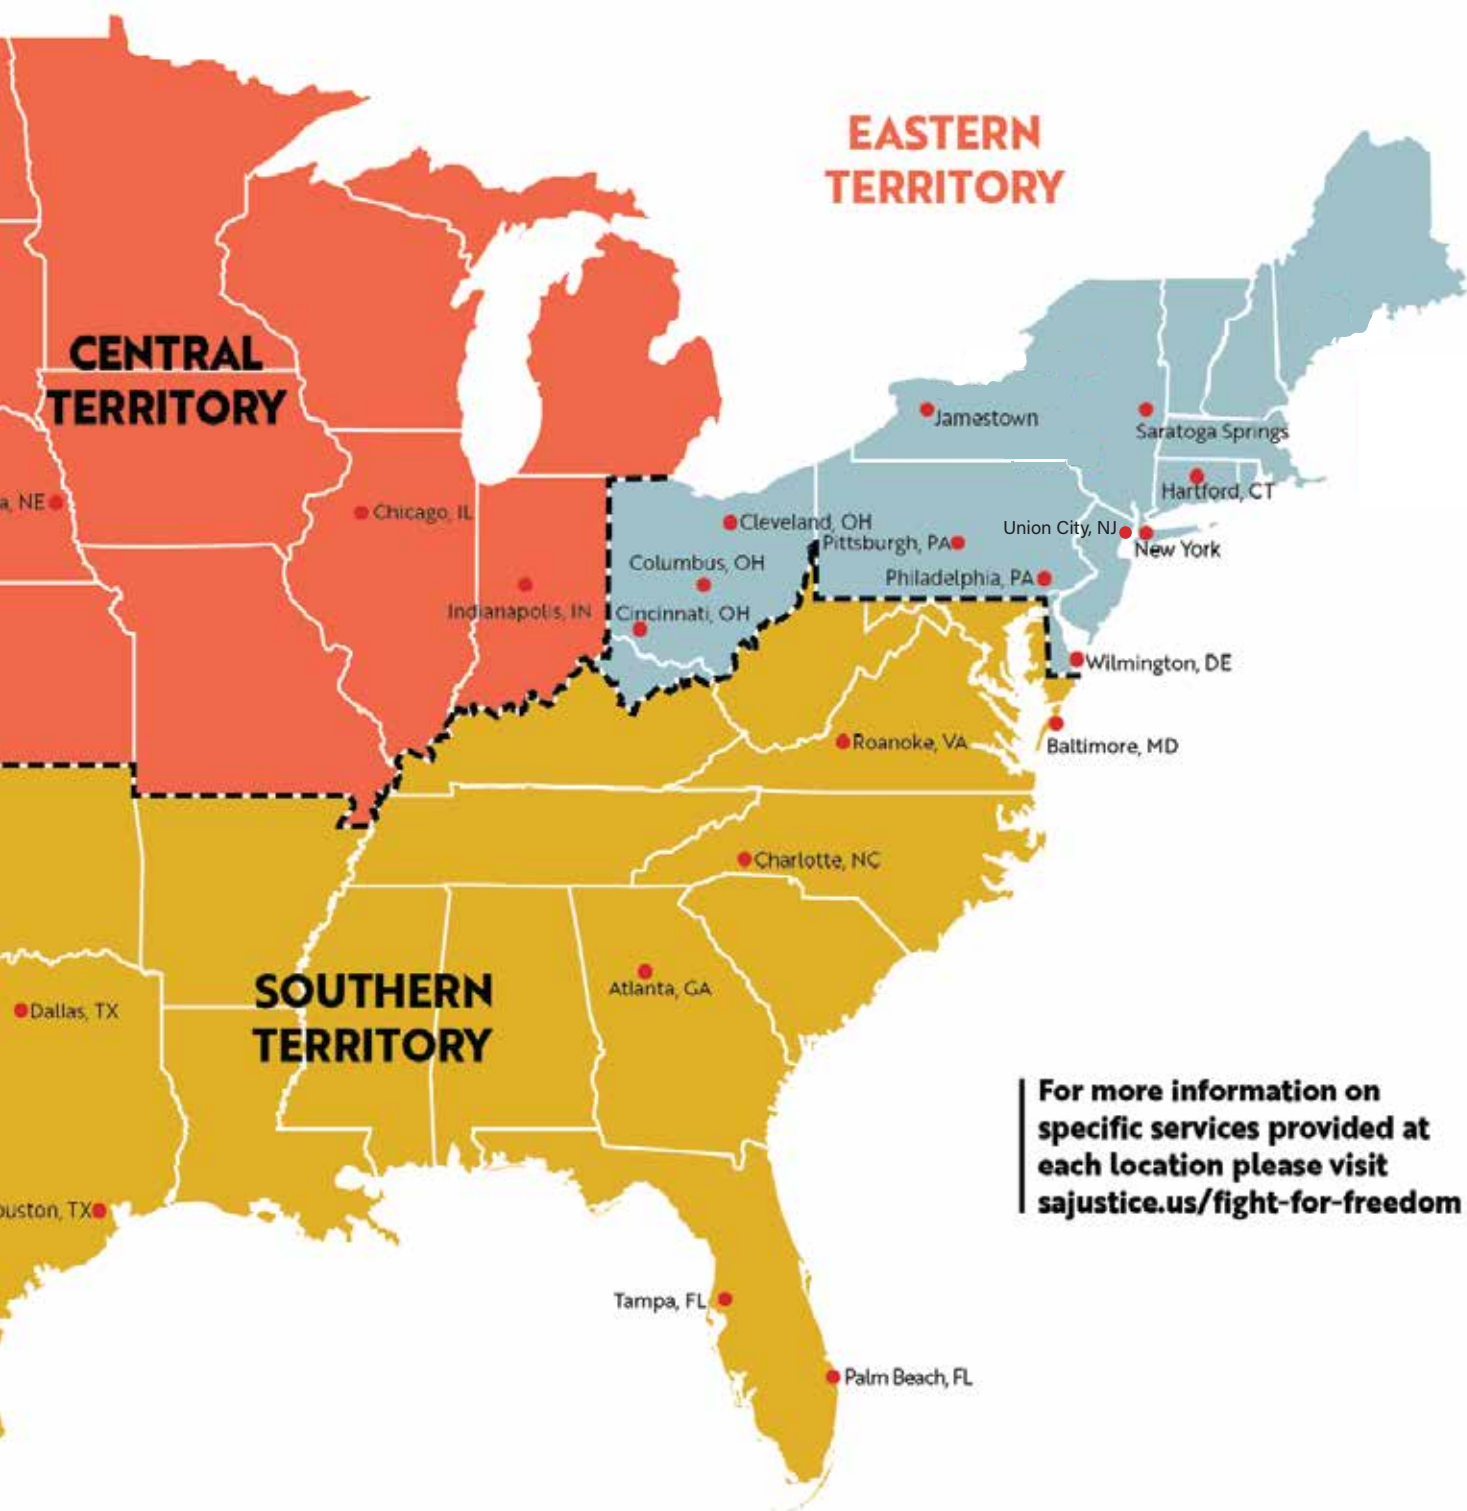 EASTERN
TERRITORY
CENTRAL
TERRITORY
Jamestown
Saratoga Springs
Hartford, CT
a, NE
Chicago, IL
Cleveland, OH
Union City, NJ
Pittsburgh, PA
New York
Columbus, OH
Philadelphia, PA
Indianapolis, IN
Cincinnati, OH
Wilmington, DE
Roanoke, VA
Baltimore, MD
Charlotte, NC
SOUTHERN
TERRITORY
Atlanta, GA
Dallas, TX
For more information on
specific services provided at
each location please visit
sajustice.us/fight-for-freedom
ouston, TX
Tampa, FL
Palm Beach, FL